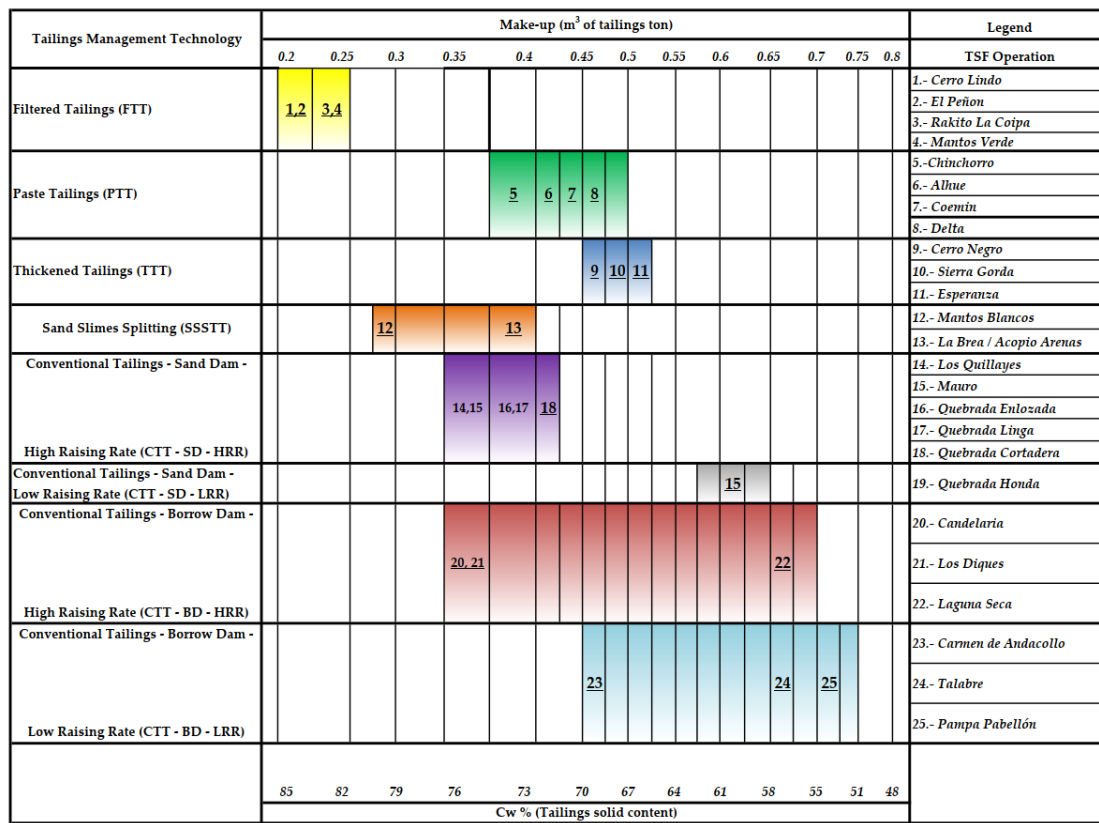 Tailings Management Technology
Make-up (m³ of tailings ton)
Legend
0.2 0.25 0.3 0.35 0.4 0.45 0.5 0.55 0.6 0.65 0.7 0.75 0.8
TSF Operation
Filtered Tailings (FTT)
1,2 3,4
1.- Cerro Lindo
2.- El Peñon
3.- Rakito La Coipa
4.- Mantos Verde
Paste Tailings (PTT)
5 6 7 8
5.-Chinchorro
6.- Alhue
7.- Coemin
8.- Delta
Thickened Tailings (TTT)
9 10 11
9.- Cerro Negro
10.- Sierra Gorda
11.- Esperanza
Sand Slimes Splitting (SSSTT)
12 13
12.- Mantos Blancos
13.- La Brea / Acopio Arenas
Conventional Tailings - Sand Dam -
High Raising Rate (CTT - SD - HRR)
14,15 16,17 18
14.- Los Quillayes
15.- Mauro
16.- Quebrada Enlozada
17.- Quebrada Linga
18.- Quebrada Cortadera
Conventional Tailings - Sand Dam -
Low Raising Rate (CTT - SD - LRR)
15
19.- Quebrada Honda
Conventional Tailings - Borrow Dam -
High Raising Rate (CTT - BD - HRR)
20, 21 22
20.- Candelaria
21.- Los Diques
22.- Laguna Seca
Conventional Tailings - Borrow Dam -
Low Raising Rate (CTT - BD - LRR)
23 24 25
23.- Carmen de Andacollo
24.- Talabre
25.- Pampa Pabellón
85 82 79 76 73 70 67 64 61 58 55 51 48
Cw % (Tailings solid content)